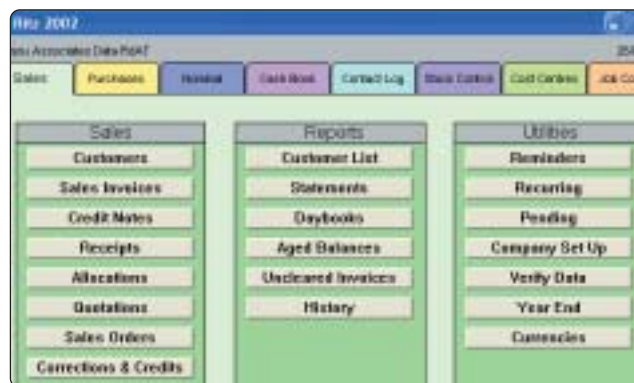 2002
Associates Data
Sales Purchases Nominal Cash Book Contact Log Stock Control Cost Centres
Sales Reports Utilities
Customers Customer List Reminders
Sales Invoices Statements Recurring
Credit Notes Daybooks Pending
Receipts Aged Balances Company Set Up
Allocations Uncleared Invoices Verify Data
Quotations History Year End
Sales Orders Currencies
Corrections & Credits